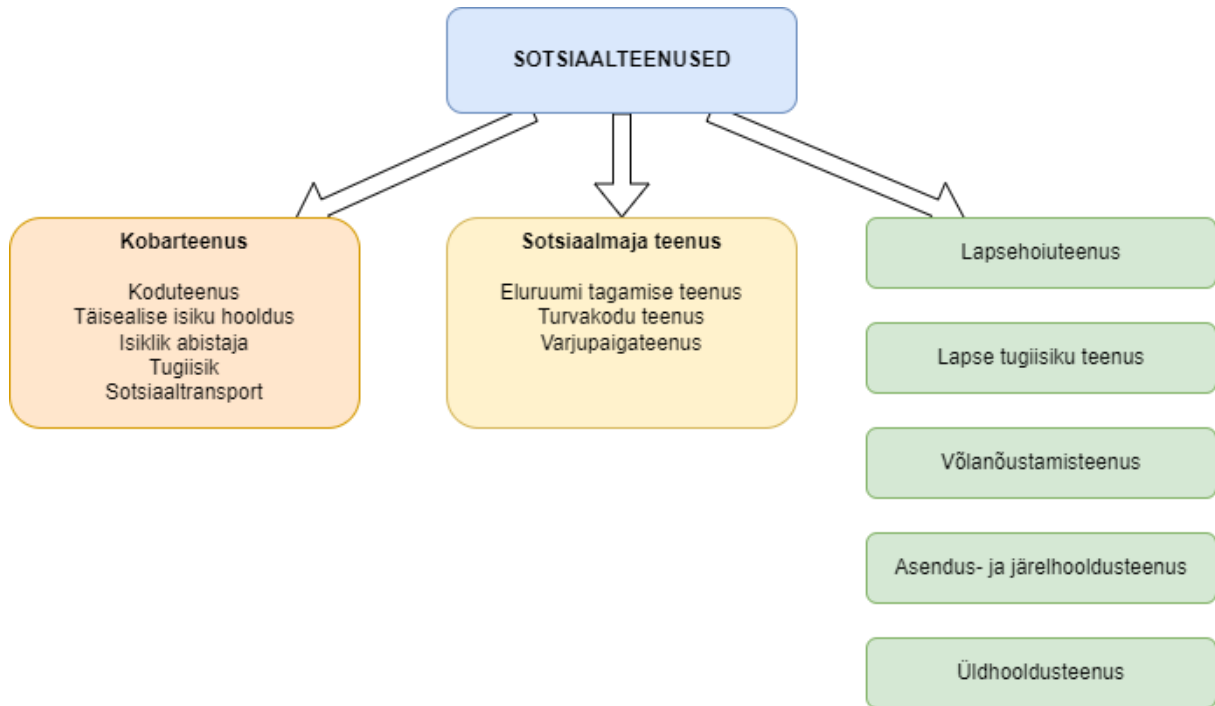 SOTSIAALTEENUSED
Kobarteenus
Koduteenus
Täisealise isiku hooldus
Isiklik abistaja
Tugiisik
Sotsiaaltransport
Sotsiaalmaja teenus
Eluruumi tagamise teenus
Turvakodu teenus
Varjupaigateenus
Lapsehoiuteenus
Lapse tugiisiku teenus
Võlanõustamisteenus
Asendus- ja järelhooldusteenus
Üldhooldusteenus